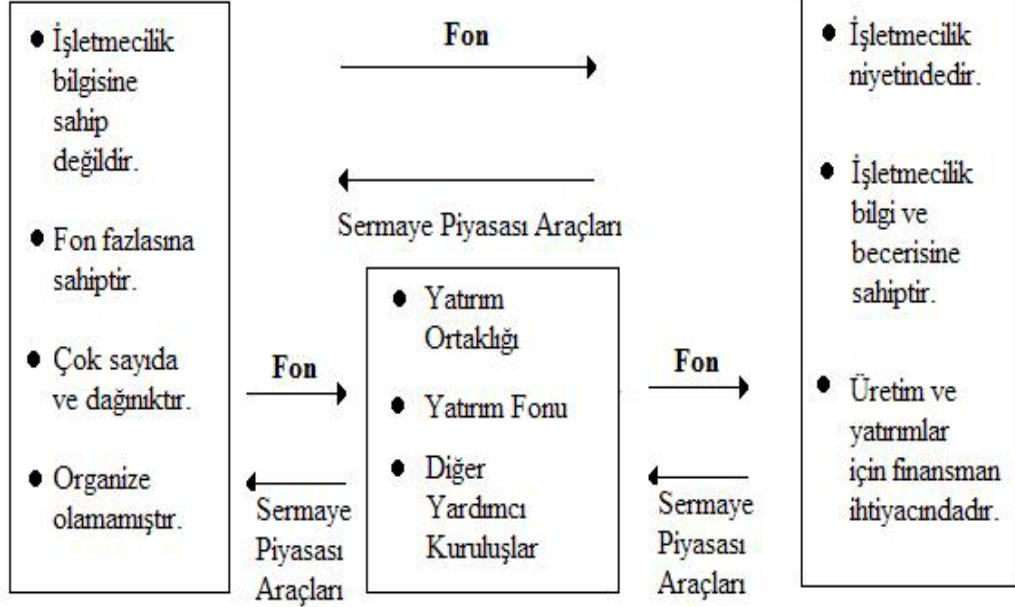 ● İşletmecilik
bilgisine
sahip
değildir.
● Fon fazlasına
sahiptir.
● Çok sayıda
ve dağınıktır.
● Organize
olamamıştır.
Fon
Sermaye Piyasası Araçları
Fon
Sermaye
Piyasası
Araçları
● Yatırım
Ortaklığı
● Yatırım Fonu
● Diğer
Yardımcı
Kuruluşlar
Fon
Sermaye
Piyasası
Araçları
● İşletmecilik
niyetindedir.
● İşletmecilik
bilgi ve
becerisine
sahiptir.
● Üretim ve
yatırımlar
için finansman
ihtiyacındadır.